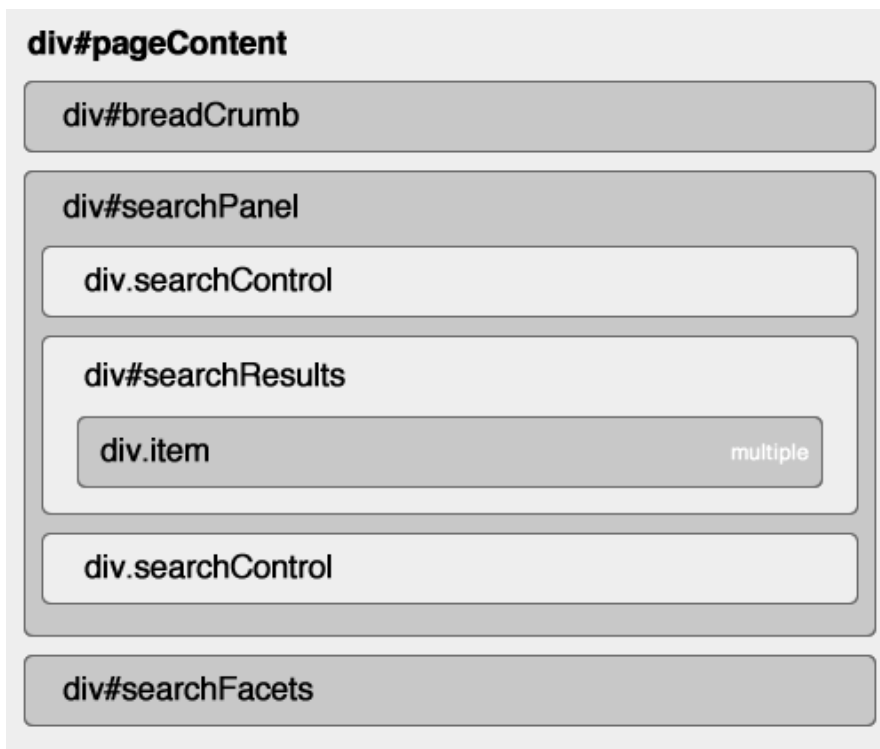 div#pageContent
div#breadCrumb
div#searchPanel
div.searchControl
div#searchResults
div.item multiple
div.searchControl
div#searchFacets